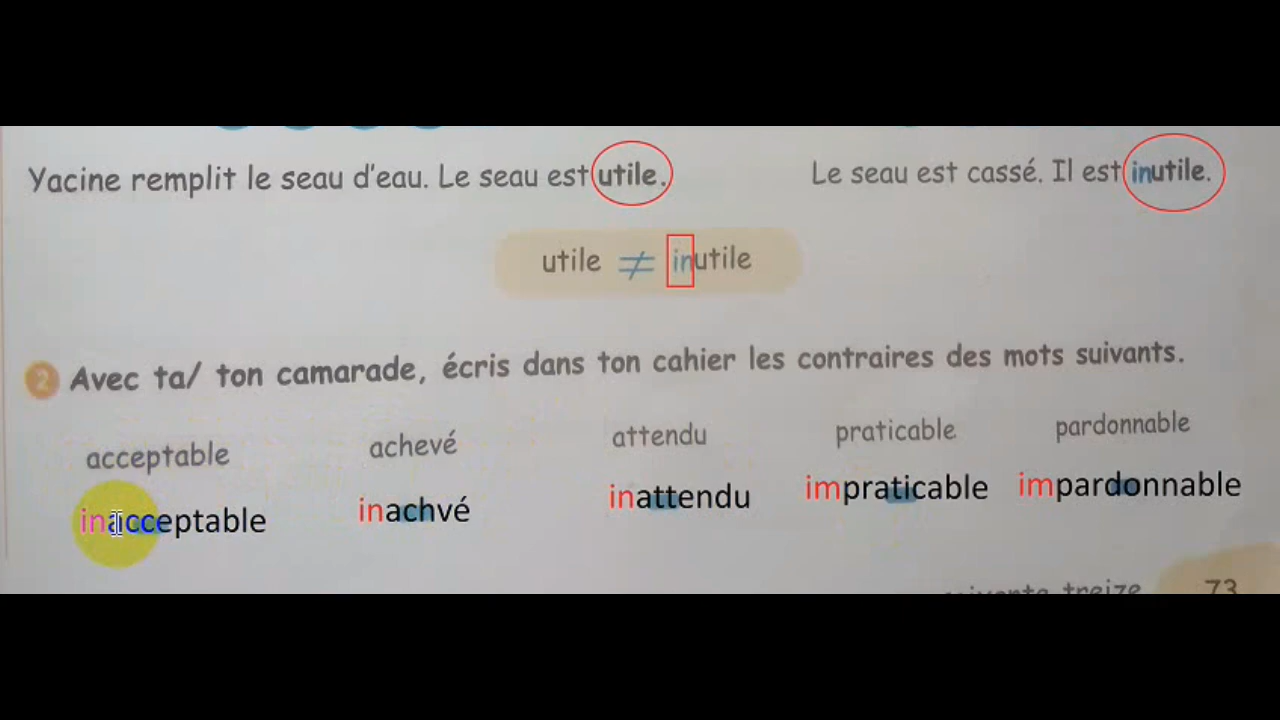 Yacine remplit le seau d'eau. Le seau est utile. Le seau est cassé. Il est inutile.
utile ≠ inutile
2 Avec ta/ ton camarade, écris dans ton cahier les contraires des mots suivants.
acceptable achevé attendu praticable pardonnable
inacceptable inachvé inattendu impraticable impardonnable
treize 73